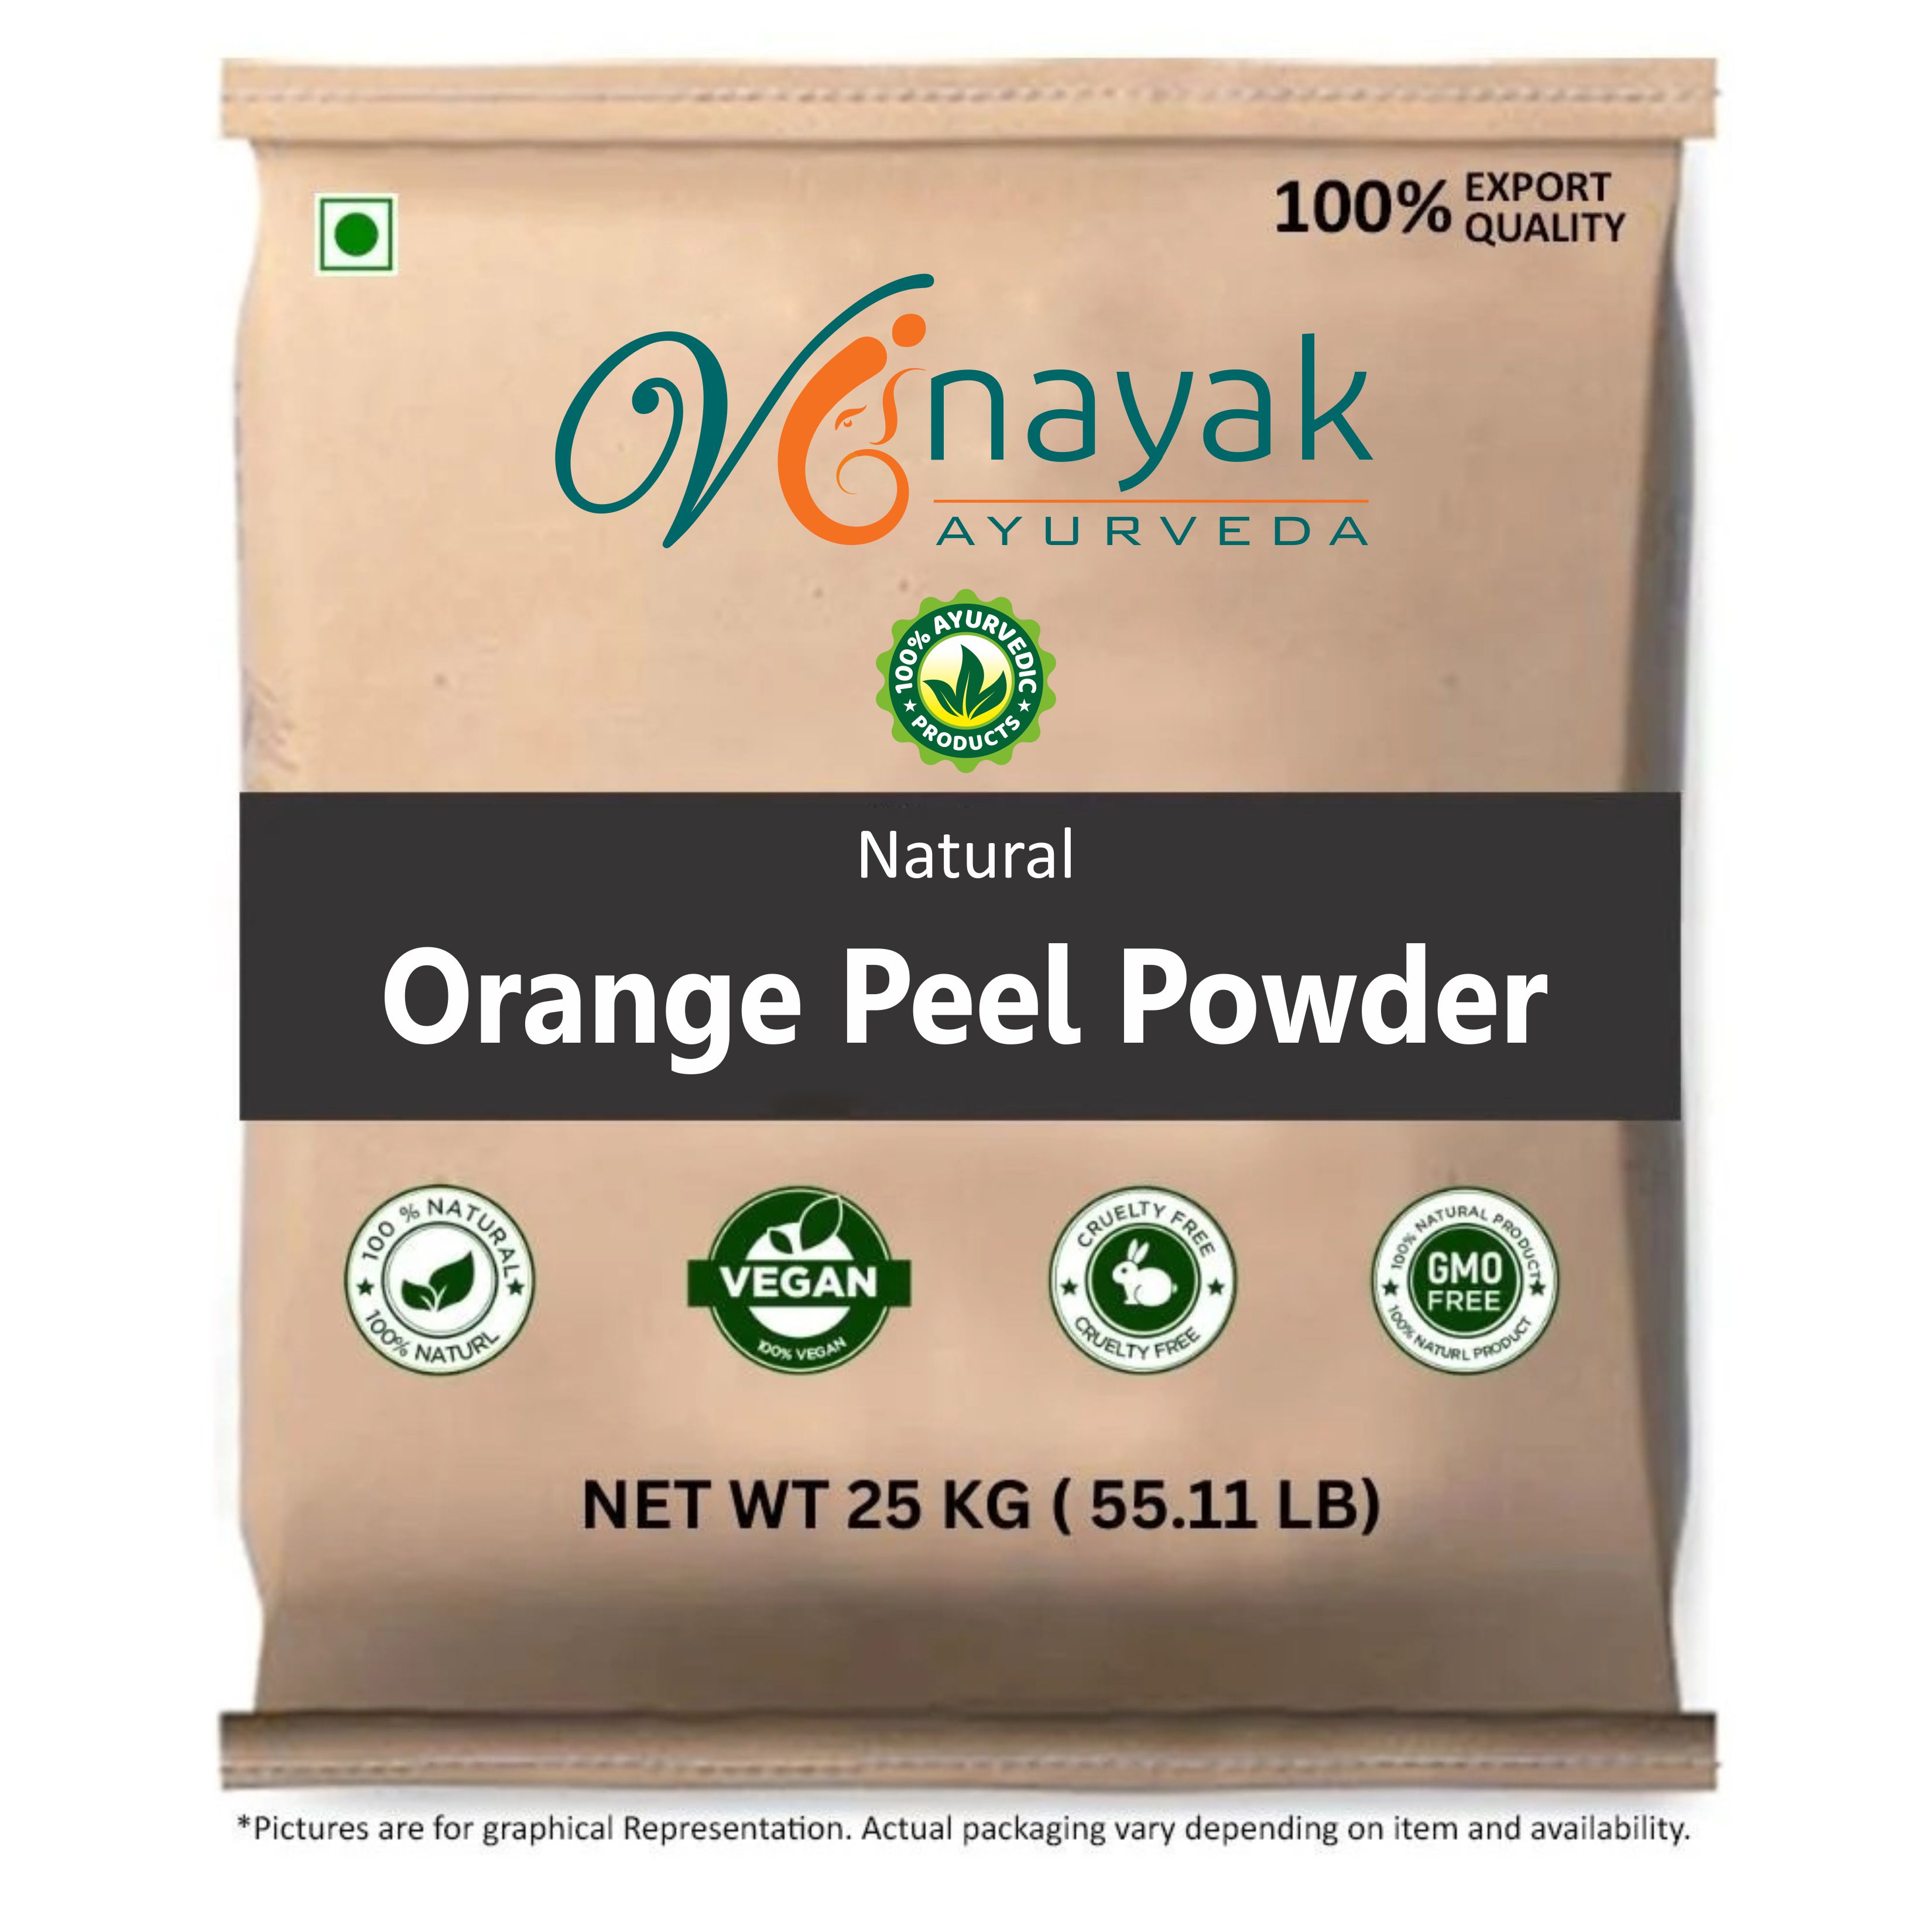 100% EXPORT
QUALITY
Vinayak
AYURVEDA
100% AYURVEDIC
PRODUCTS
Natural
Orange Peel Powder
100 % NATURAL
100% NATURL
VEGAN
100% VEGAN
CRUELTY FREE
CRUELTY FREE
100% NATURAL PRODUCT
GMO
FREE
100% NATURL PRODUCT
NET WT 25 KG ( 55.11 LB)
*Pictures are for graphical Representation. Actual packaging vary depending on item and availability.